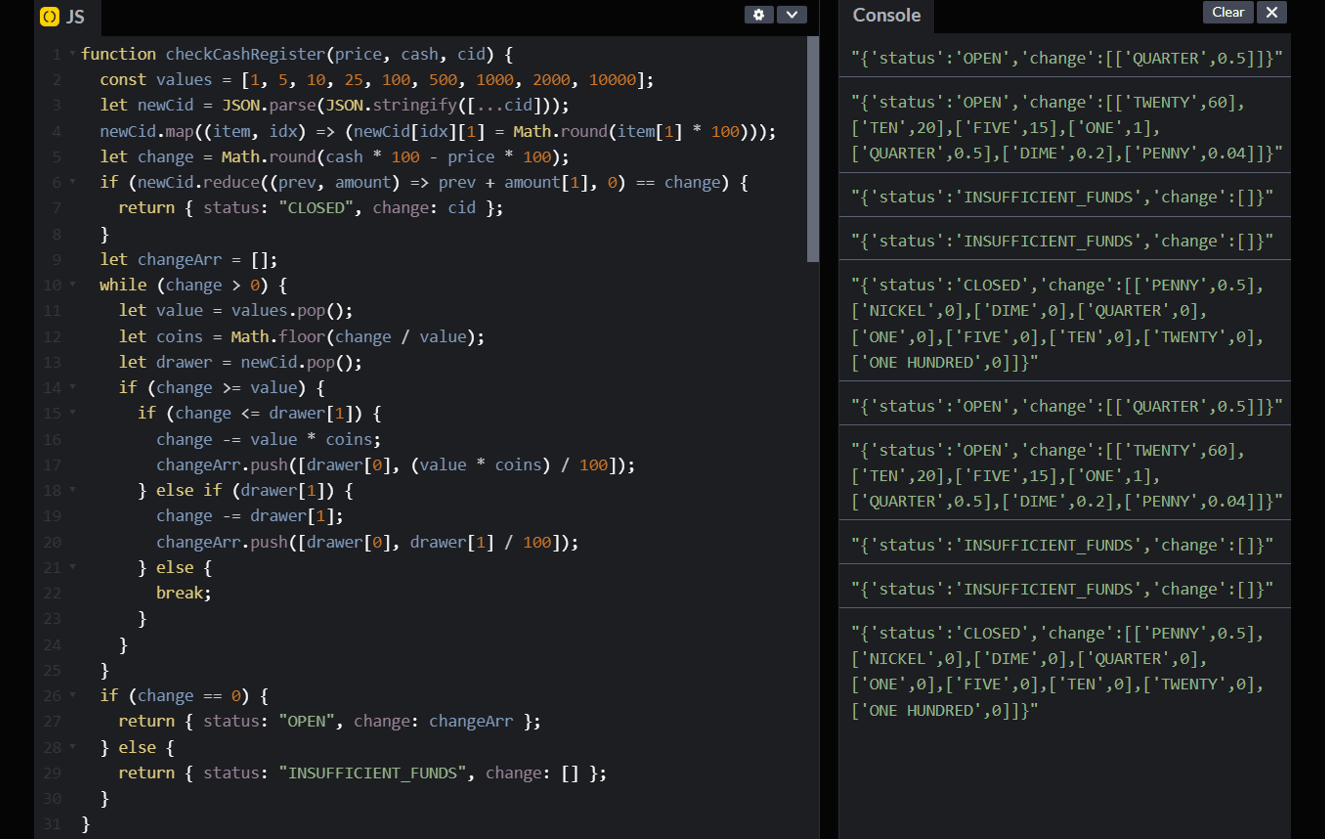 JS
1 function checkCashRegister(price, cash, cid) {
2 const values = [1, 5, 10, 25, 100, 500, 1000, 2000, 10000];
3 let newCid = JSON.parse(JSON.stringify([...cid]));
4 newCid.map((item, idx) => (newCid[idx][1] = Math.round(item[1] * 100)));
5 let change = Math.round(cash * 100 - price * 100);
6 if (newCid.reduce((prev, amount) => prev + amount[1], 0) == change) {
7 return { status: "CLOSED", change: cid };
8 }
9 let changeArr = [];
10 while (change > 0) {
11 let value = values.pop();
12 let coins = Math.floor(change / value);
13 let drawer = newCid.pop();
14 if (change >= value) {
15 if (change <= drawer[1]) {
16 change -= value * coins;
17 changeArr.push([drawer[0], (value * coins) / 100]);
18 } else if (drawer[1]) {
19 change -= drawer[1];
20 changeArr.push([drawer[0], drawer[1] / 100]);
21 } else {
22 break;
23 }
24 }
25 }
26 if (change == 0) {
27 return { status: "OPEN", change: changeArr };
28 } else {
29 return { status: "INSUFFICIENT_FUNDS", change: [] };
30 }
31 }
Console
Clear
"{'status':'OPEN','change':[['QUARTER',0.5]]}"
"{'status':'OPEN','change':[['TWENTY',60],
['TEN',20],['FIVE',15],['ONE',1],
['QUARTER',0.5],['DIME',0.2],['PENNY',0.04]]}"
"{'status':'INSUFFICIENT_FUNDS','change':[]}"
"{'status':'INSUFFICIENT_FUNDS','change':[]}"
"{'status':'CLOSED','change':[['PENNY',0.5],
['NICKEL',0],['DIME',0],['QUARTER',0],
['ONE',0],['FIVE',0],['TEN',0],['TWENTY',0],
['ONE HUNDRED',0]]}"
"{'status':'OPEN','change':[['QUARTER',0.5]]}"
"{'status':'OPEN','change':[['TWENTY',60],
['TEN',20],['FIVE',15],['ONE',1],
['QUARTER',0.5],['DIME',0.2],['PENNY',0.04]]}"
"{'status':'INSUFFICIENT_FUNDS','change':[]}"
"{'status':'INSUFFICIENT_FUNDS','change':[]}"
"{'status':'CLOSED','change':[['PENNY',0.5],
['NICKEL',0],['DIME',0],['QUARTER',0],
['ONE',0],['FIVE',0],['TEN',0],['TWENTY',0],
['ONE HUNDRED',0]]}"